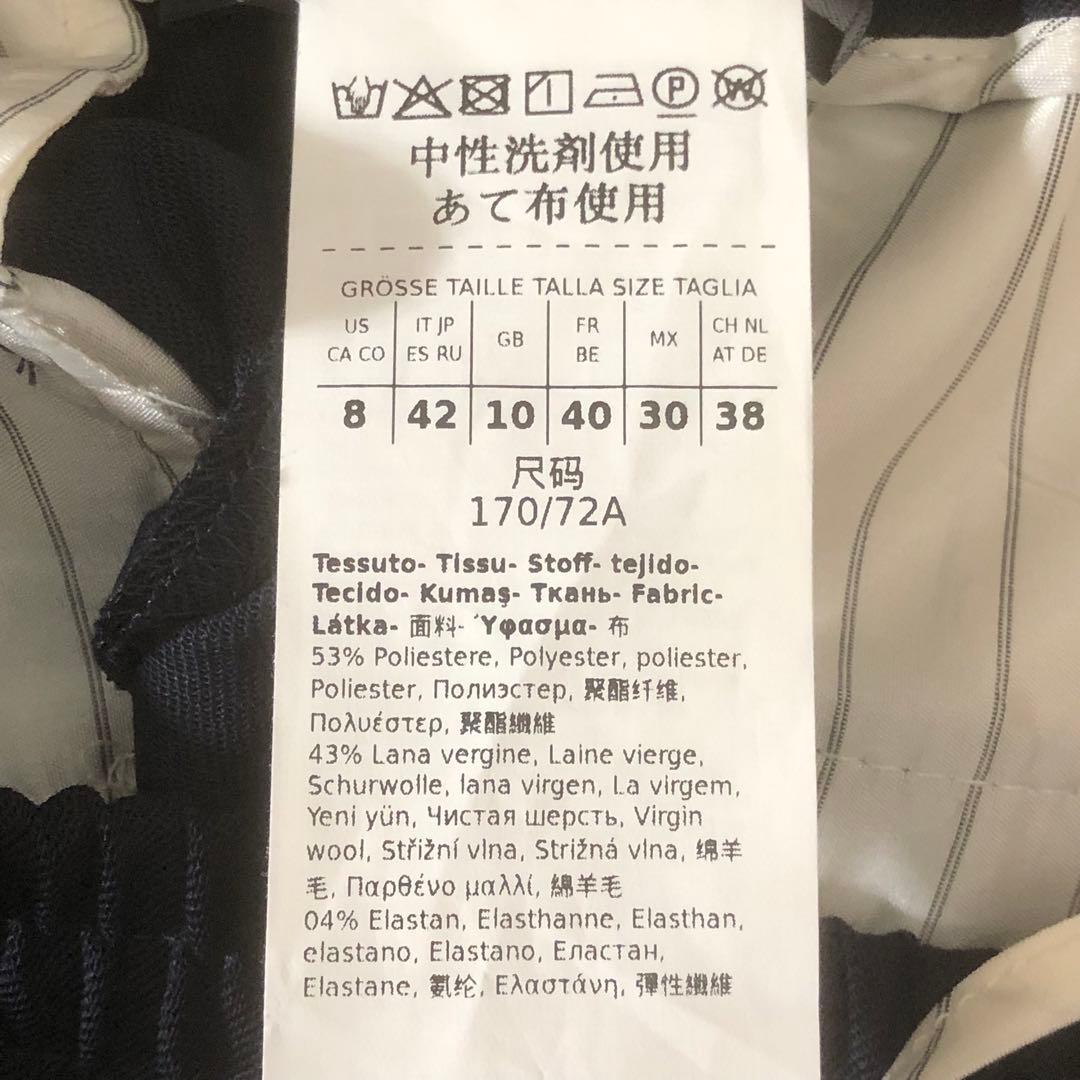 P W
中性洗剤使用
あて布使用
GRÖSSE TAILLE TALLA SIZE TAGLIA
US IT JP GB FR MX CH NL
CA CO ES RU BE AT DE
8 42 10 40 30 38
尺码
170/72A
Tessuto- Tissu- Stoff- tejido-
Tecido- Kumaş- Ткань- Fabric-
Látka- 面料- Ύφασμα- 布
53% Poliestere, Polyester, poliester,
Poliester, Полиэстер, 聚酯纤维,
Πολυέστερ, 聚酯纖維
43% Lana vergine, Laine vierge,
Schurwolle, lana virgen, La virgem,
Yeni yün, Чистая шерсть, Virgin
wool, Střižní vlna, Strižná vlna, 绵羊
毛, Παρθένο μαλλί, 綿羊毛
04% Elastan, Elasthanne, Elasthan,
elastano, Elastano, Еластан,
Elastane, 氨纶, Ελαστάνη, 彈性纖維